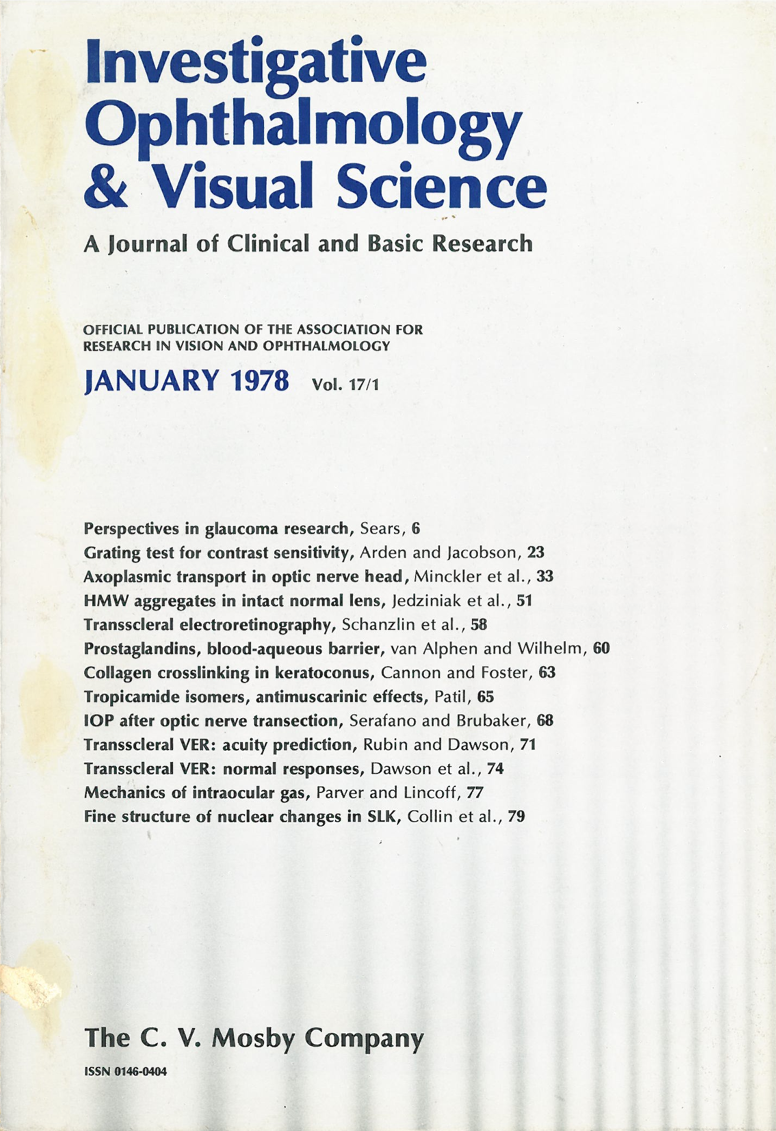 Investigative
Ophthalmology
& Visual Science
A Journal of Clinical and Basic Research
OFFICIAL PUBLICATION OF THE ASSOCIATION FOR
RESEARCH IN VISION AND OPHTHALMOLOGY
JANUARY 1978 Vol. 17/1
Perspectives in glaucoma research, Sears, 6
Grating test for contrast sensitivity, Arden and Jacobson, 23
Axoplasmic transport in optic nerve head, Minckler et al., 33
HMW aggregates in intact normal lens, Jedziniak et al., 51
Transscleral electroretinography, Schanzlin et al., 58
Prostaglandins, blood-aqueous barrier, van Alphen and Wilhelm, 60
Collagen crosslinking in keratoconus, Cannon and Foster, 63
Tropicamide isomers, antimuscarinic effects, Patil, 65
IOP after optic nerve transection, Serafano and Brubaker, 68
Transscleral VER: acuity prediction, Rubin and Dawson, 71
Transscleral VER: normal responses, Dawson et al., 74
Mechanics of intraocular gas, Parver and Lincoff, 77
Fine structure of nuclear changes in SLK, Collin et al., 79
The C. V. Mosby Company
ISSN 0146-0404